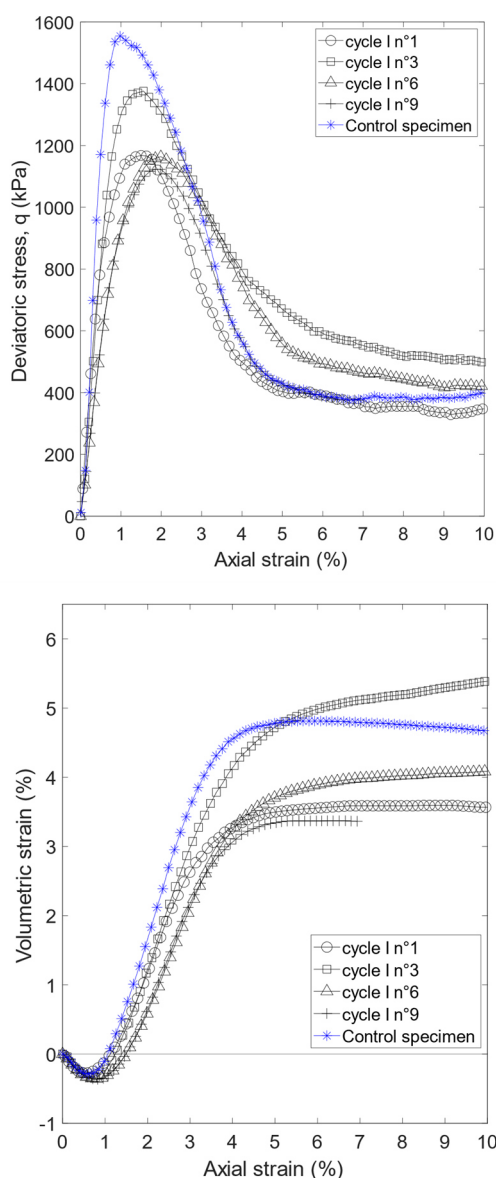 1600
1400
1200
1000
800
600
400
200
0
Deviatoric stress, q (kPa)
cycle I n°1
cycle I n°3
cycle I n°6
cycle I n°9
Control specimen
0 1 2 3 4 5 6 7 8 9 10
Axial strain (%)
6
5
4
3
2
1
0
-1
Volumetric strain (%)
cycle I n°1
cycle I n°3
cycle I n°6
cycle I n°9
Control specimen
0 1 2 3 4 5 6 7 8 9 10
Axial strain (%)